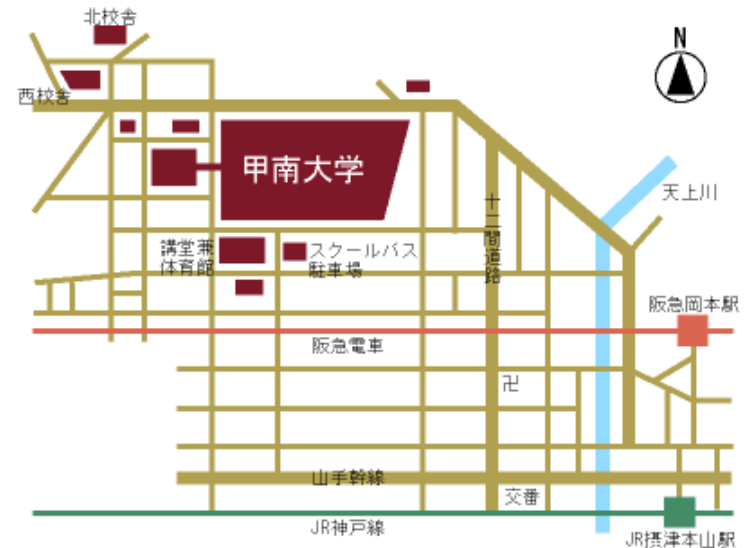 北校舎
N
西校舎
甲南大学
天上川
十二間道路
講堂兼
体育館
スクールバス
駐車場
阪急岡本駅
阪急電車
卍
山手幹線
交番
JR神戸線
JR摂津本山駅